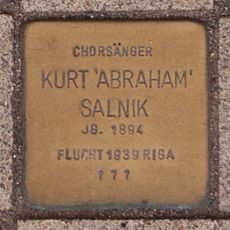 CHORSÄNGER
KURT 'ABRAHAM'
SALNIK
JG. 1894
FLUCHT 1939 RIGA
? ? ?